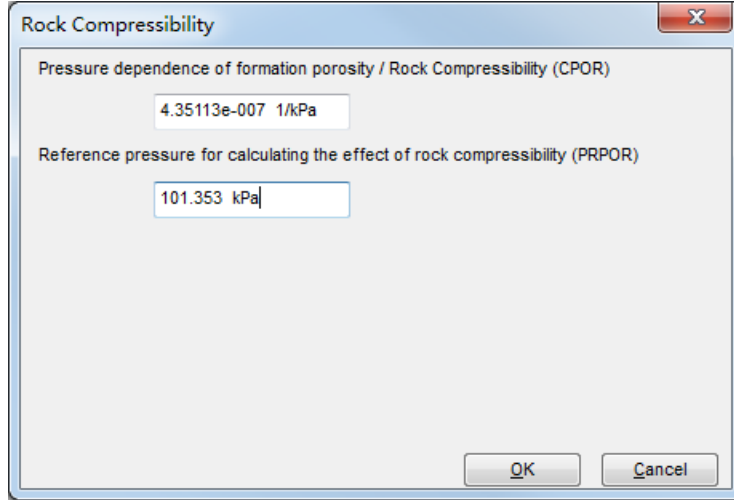 Rock Compressibility
Pressure dependence of formation porosity / Rock Compressibility (CPOR)
4.35113e-007 1/kPa
Reference pressure for calculating the effect of rock compressibility (PRPOR)
101.353 kPa
OK Cancel